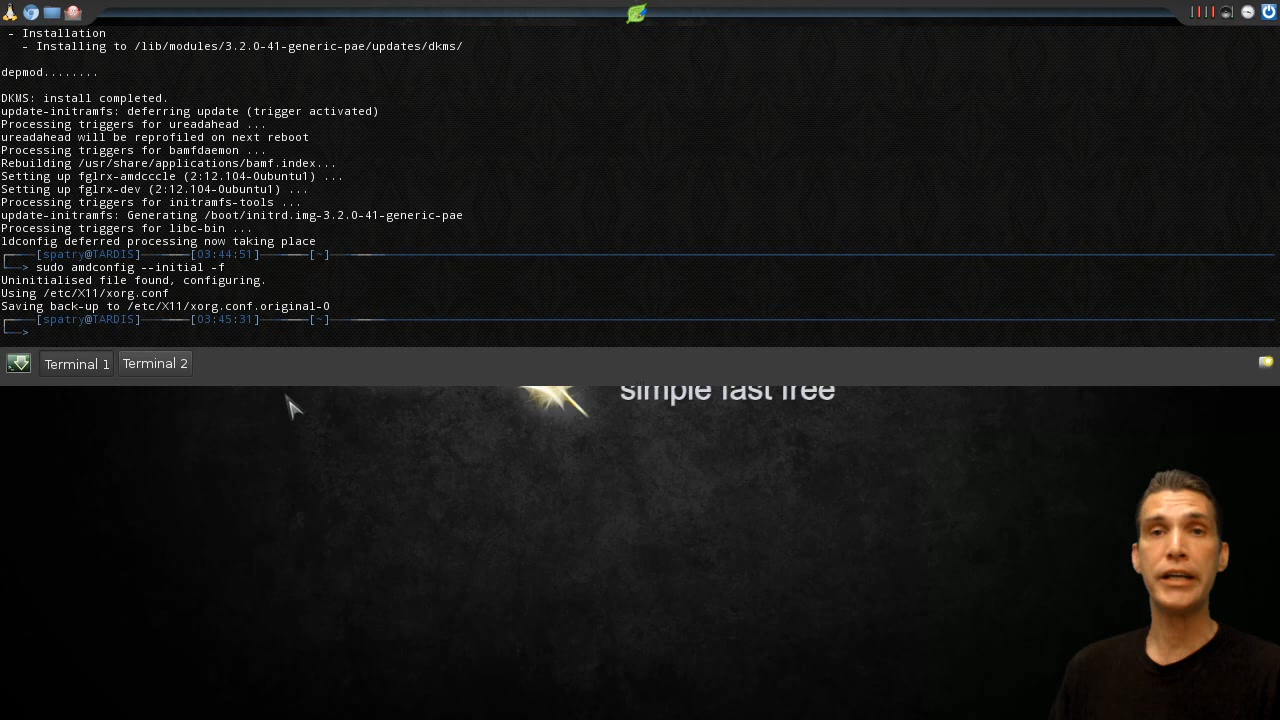 - Installation
- Installing to /lib/modules/3.2.0-41-generic-pae/updates/dkms/
depmod........
DKMS: install completed.
update-initramfs: deferring update (trigger activated)
Processing triggers for ureadahead ...
ureadahead will be reprofiled on next reboot
Processing triggers for bamfdaemon ...
Rebuilding /usr/share/applications/bamf.index...
Setting up fglrx-amdcccle (2:12.104-0ubuntu1) ...
Setting up fglrx-dev (2:12.104-0ubuntu1) ...
Processing triggers for initramfs-tools ...
update-initramfs: Generating /boot/initrd.img-3.2.0-41-generic-pae
Processing triggers for libc-bin ...
ldconfig deferred processing now taking place
[spatry@TARDIS] [03:44:51] [~]
> sudo amdconfig --initial -f
Uninitialised file found, configuring.
Using /etc/X11/xorg.conf
Saving back-up to /etc/X11/xorg.conf.original-0
[spatry@TARDIS] [03:45:31] [~]
>
Terminal 1 Terminal 2
simple fast free